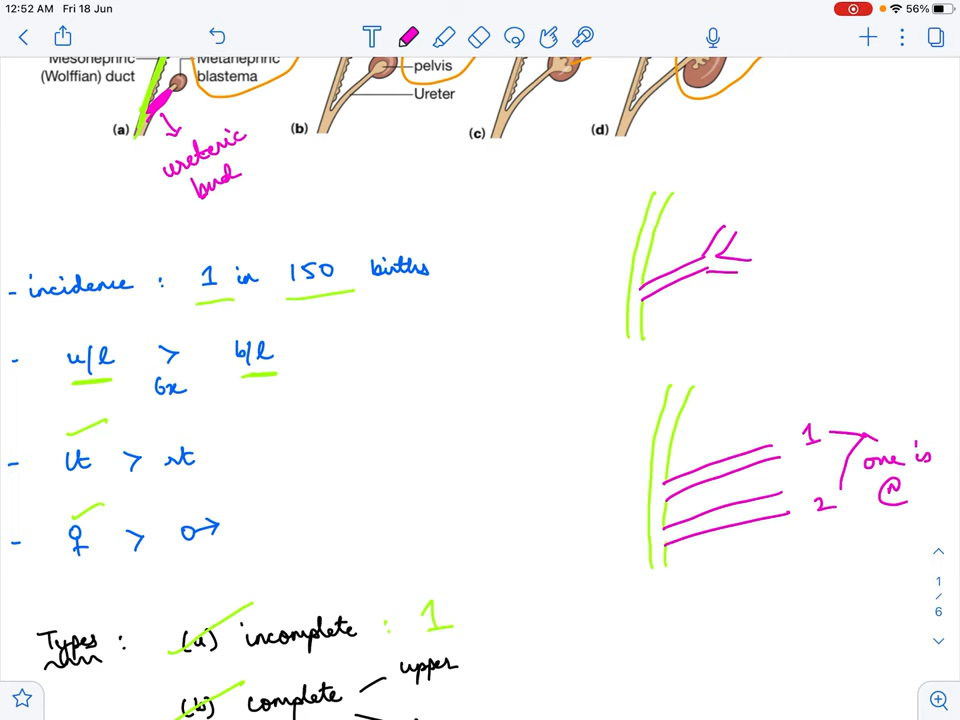 12:52 AM Fri 18 Jun
56%
Mesonephric
(Wolffian) duct
Metanephric
blastema
pelvis
Ureter
(a)
(b)
(c)
(d)
ureteric
bud
- incidence : 1 in 150 births
- u/l > b/l
6x
- lt > rt
- ♀ > ♂
1
2
one is
N
Types : (a) incomplete : 1
(b) complete
upper
1
/
6